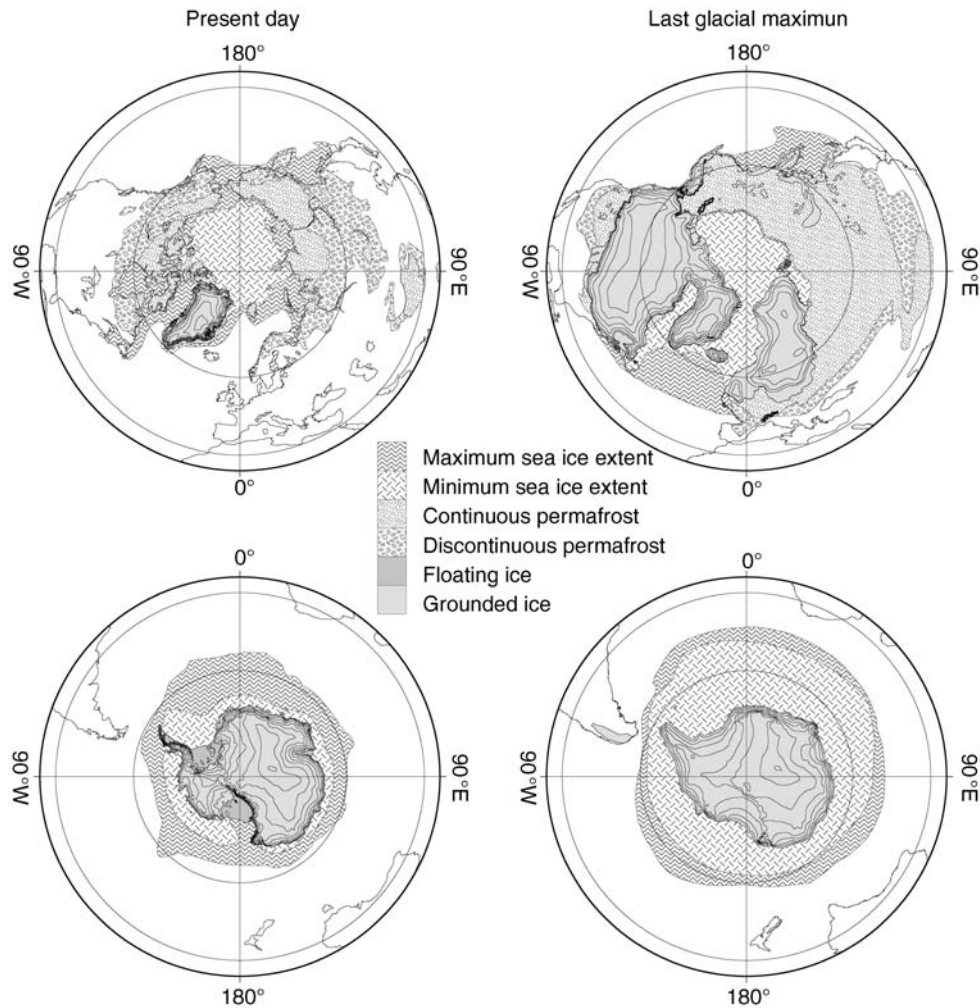 Present day
Last glacial maximun
180°
180°
90°W
90°E
90°W
90°E
0°
0°
Maximum sea ice extent
Minimum sea ice extent
Continuous permafrost
Discontinuous permafrost
Floating ice
Grounded ice
0°
0°
90°W
90°E
90°W
90°E
180°
180°